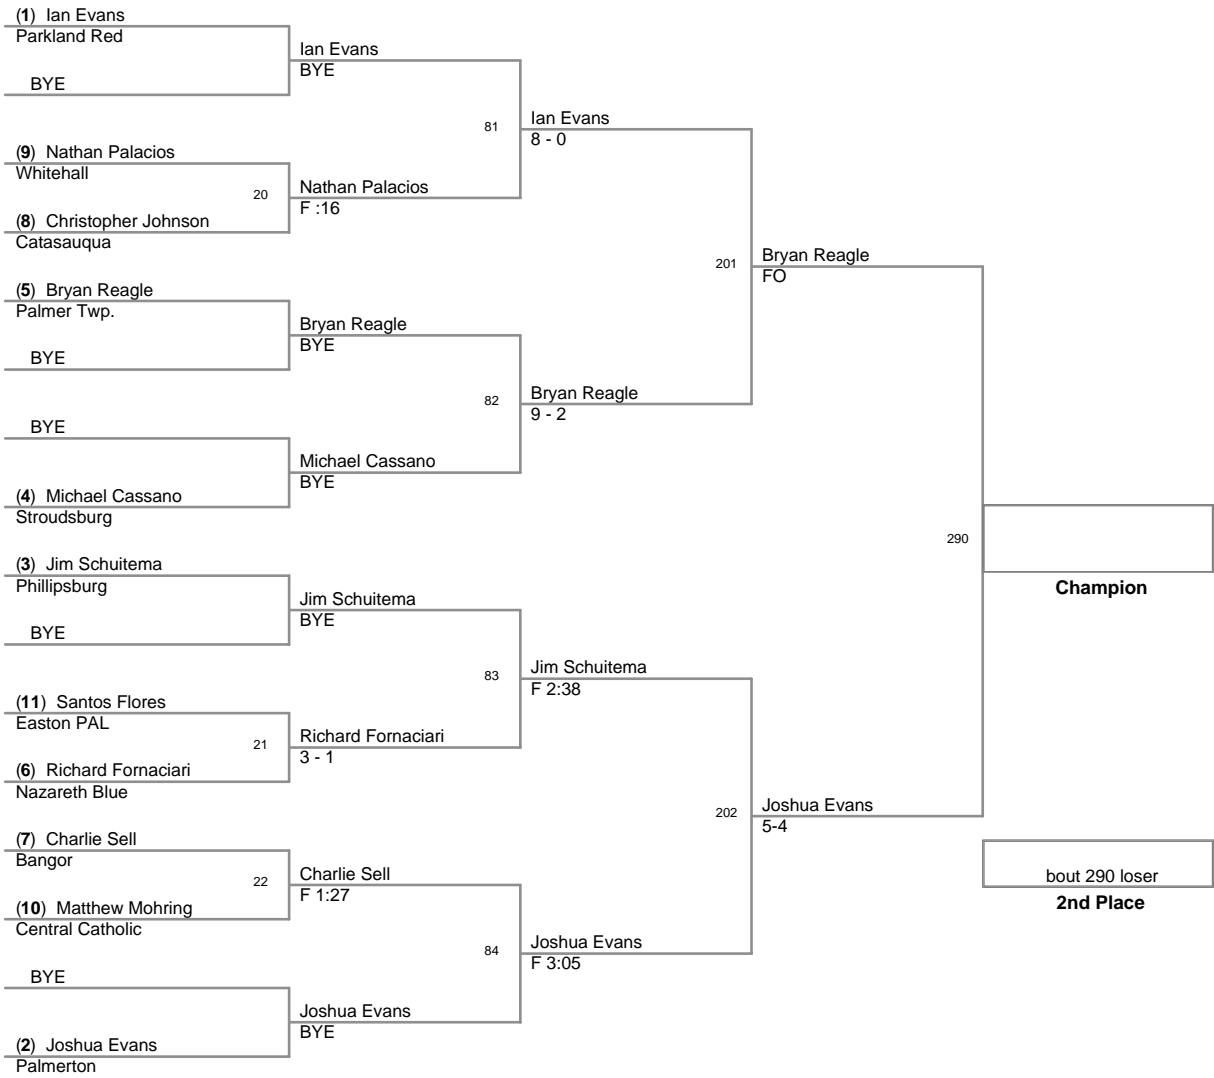 (1) Ian Evans
Parkland Red
BYE
(9) Nathan Palacios
Whitehall
(8) Christopher Johnson
Catasauqua
(5) Bryan Reagle
Palmer Twp.
BYE
BYE
(4) Michael Cassano
Stroudsburg
(3) Jim Schuitema
Phillipsburg
BYE
(11) Santos Flores
Easton PAL
(6) Richard Fornaciari
Nazareth Blue
(7) Charlie Sell
Bangor
(10) Matthew Mohring
Central Catholic
BYE
(2) Joshua Evans
Palmerton
20
21
22
Ian Evans
BYE
Nathan Palacios
F :16
Bryan Reagle
BYE
Michael Cassano
BYE
Jim Schuitema
BYE
Richard Fornaciari
3 - 1
Charlie Sell
F 1:27
Joshua Evans
BYE
81
82
83
84
Ian Evans
8 - 0
Bryan Reagle
9 - 2
Jim Schuitema
F 2:38
Joshua Evans
F 3:05
201
202
Bryan Reagle
FO
Joshua Evans
5-4
290
Champion
bout 290 loser
2nd Place